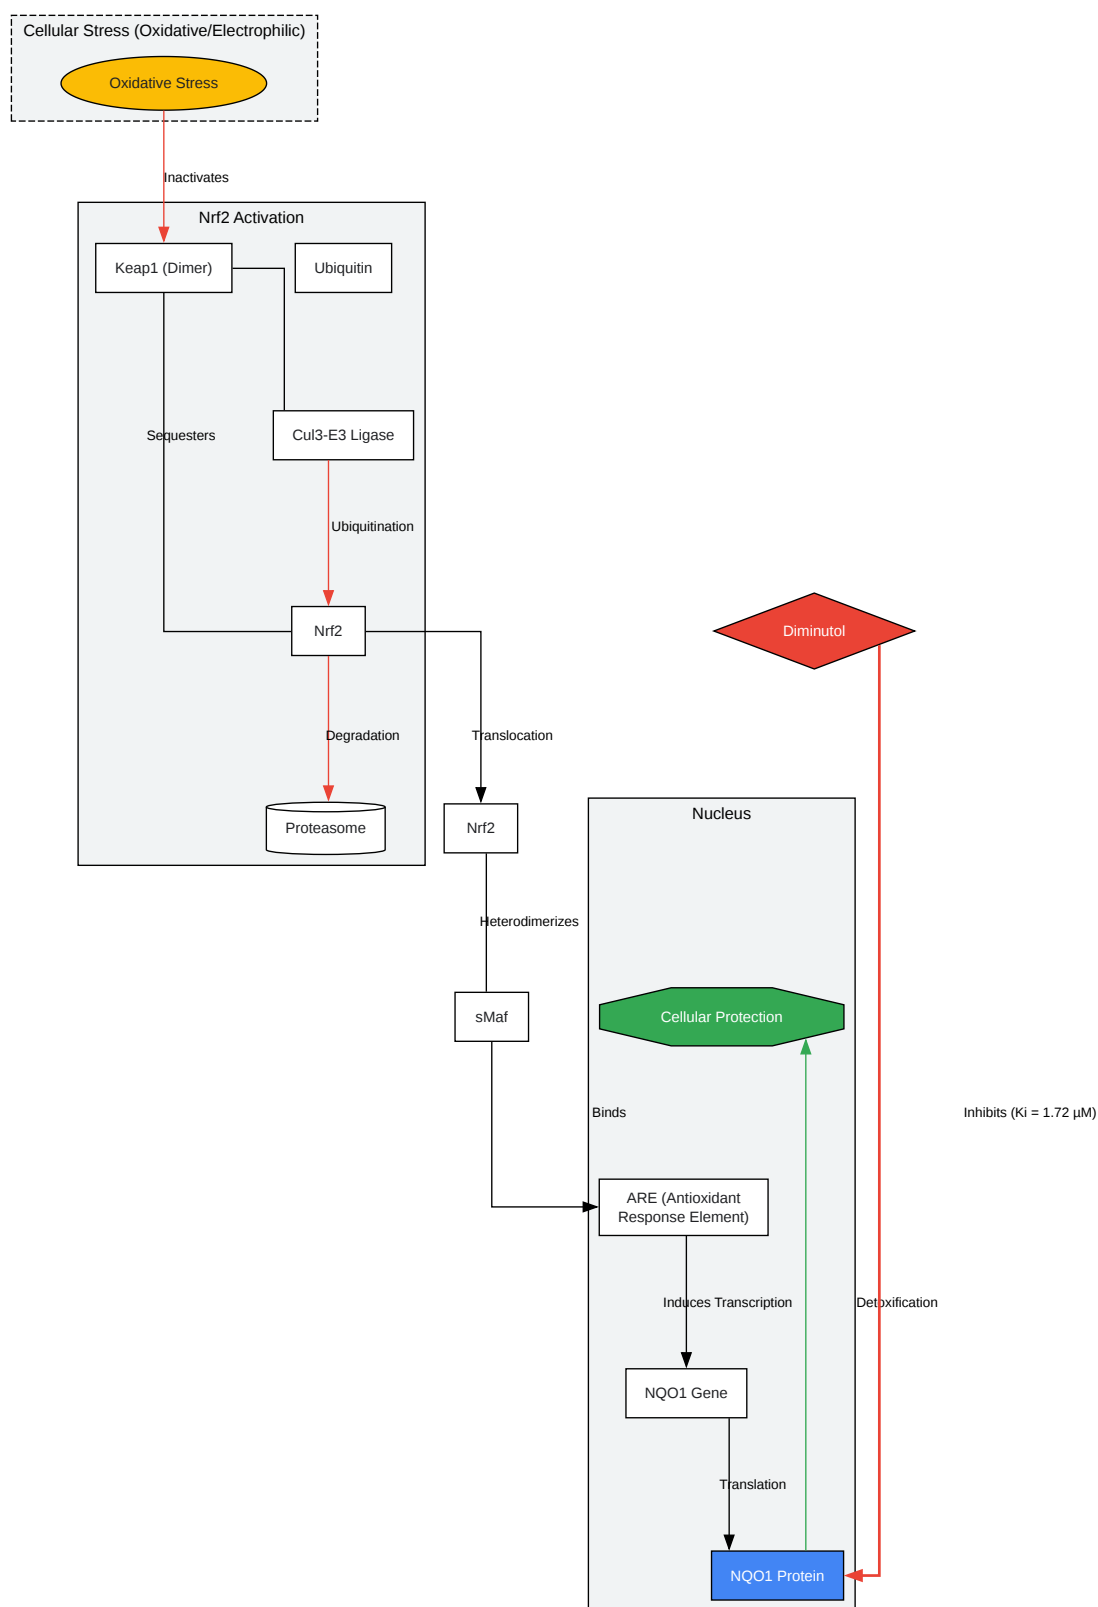 Cellular Stress (Oxidative/Electrophilic)
Oxidative Stress
Inactivates
Nrf2 Activation
Keap1 (Dimer)
Ubiquitin
Sequesters
Cul3-E3 Ligase
Ubiquitination
Nrf2
Diminutol
Degradation
Translocation
Proteasome
Nrf2
Nucleus
Heterodimerizes
sMaf
Cellular Protection
Binds
Inhibits (Ki = 1.72 µM)
ARE (Antioxidant
Response Element)
Induces Transcription
Detoxification
NQO1 Gene
Translation
NQO1 Protein